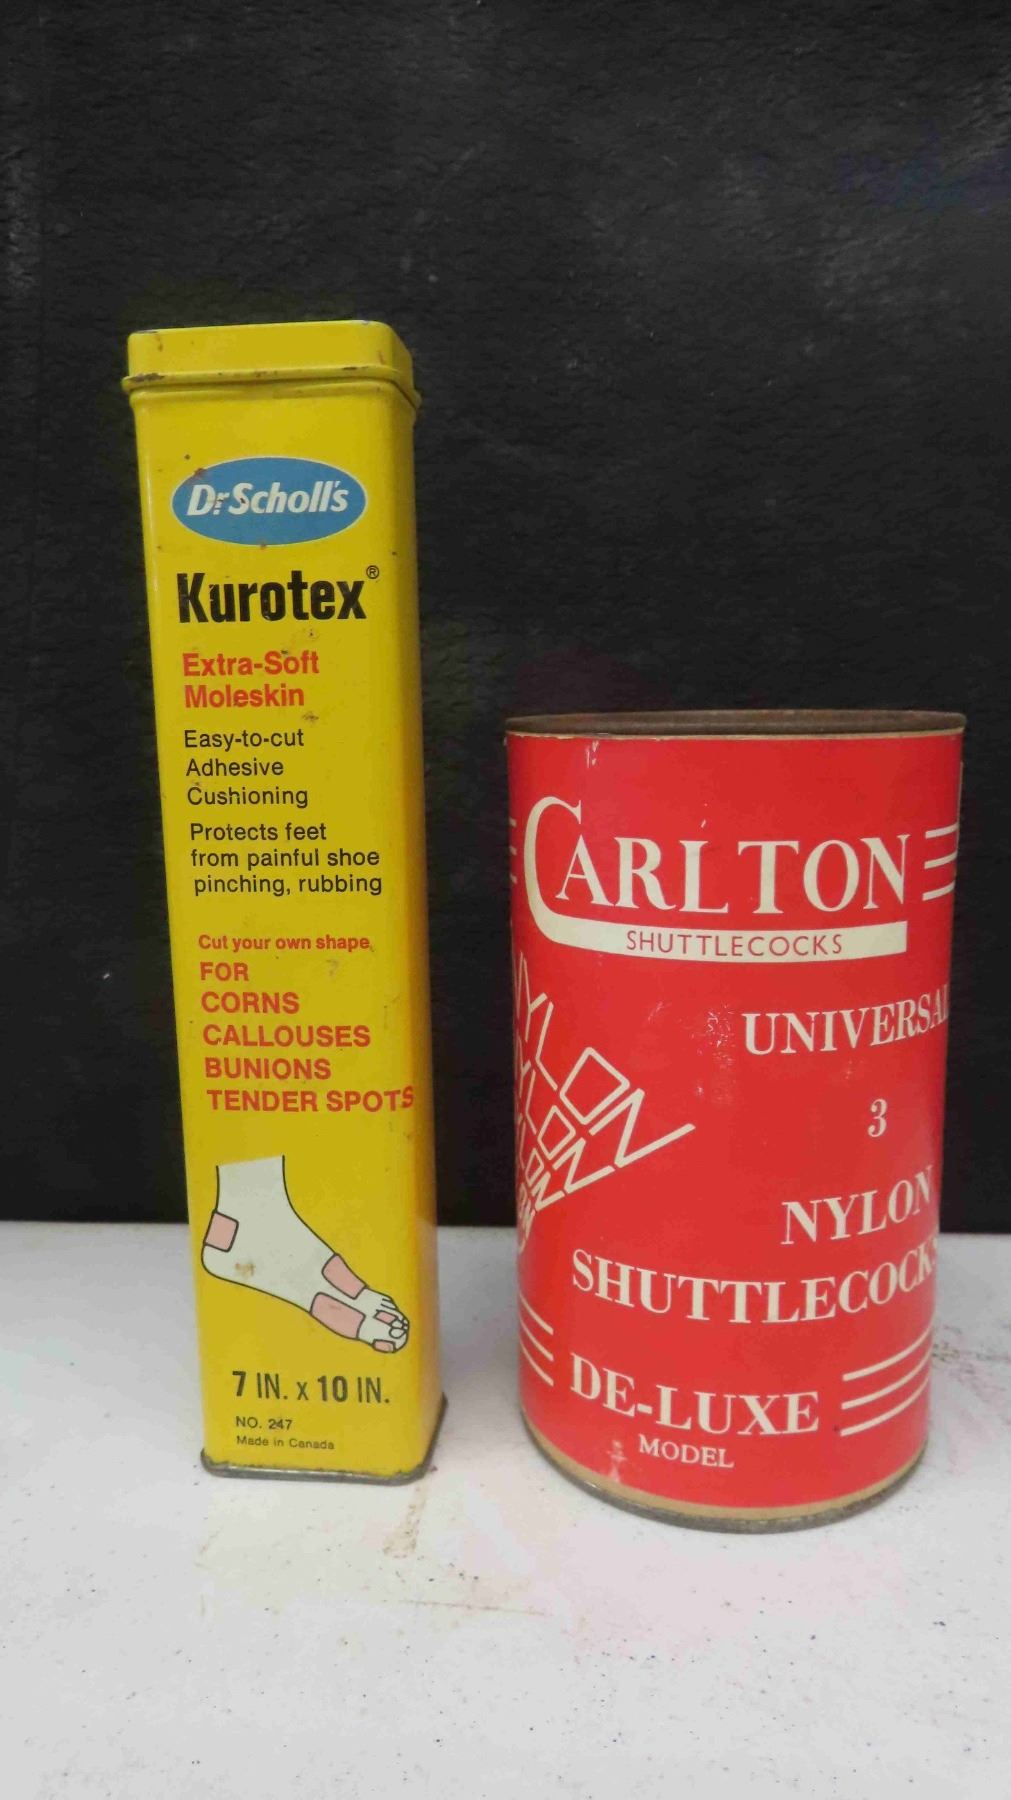 Dr Scholl's
Kurotex®
Extra-Soft
Moleskin
Easy-to-cut
Adhesive
Cushioning
Protects feet
from painful shoe
pinching, rubbing
Cut your own shape
FOR
CORNS
CALLOUSES
BUNIONS
TENDER SPOTS
7 IN. x 10 IN.
NO. 247
Made in Canada
CARLTON
SHUTTLECOCKS
NYLON
NYLON
UNIVERSAL
3
NYLON
SHUTTLECOCKS
DE-LUXE
MODEL